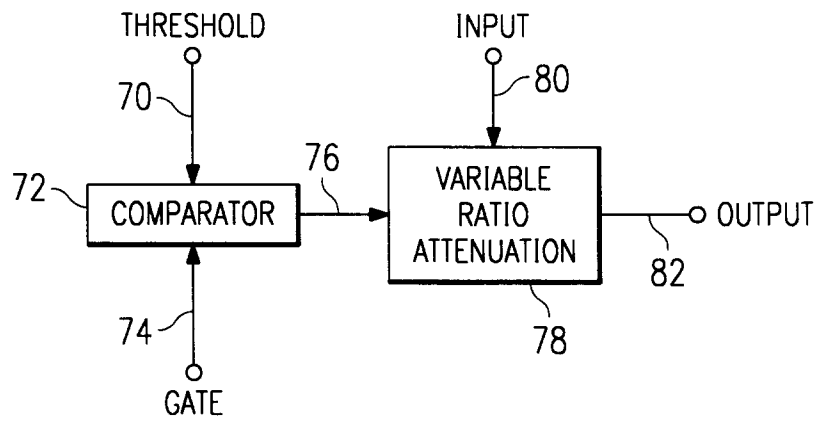 THRESHOLD
INPUT
70
80
72
COMPARATOR
76
VARIABLE
RATIO
ATTENUATION
OUTPUT
82
74
78
GATE